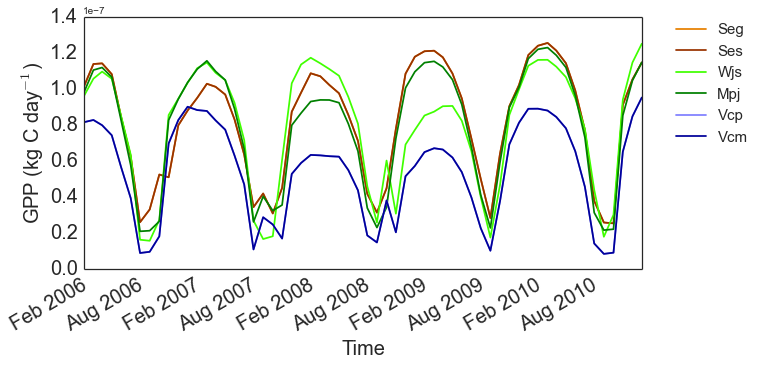 1e−7
1.4
1.2
1.0
0.8
0.6
0.4
0.2
0.0
GPP (kg C day⁻¹ )
Feb 2006
Aug 2006
Feb 2007
Aug 2007
Feb 2008
Aug 2008
Feb 2009
Aug 2009
Feb 2010
Aug 2010
Time
Seg
Ses
Wjs
Mpj
Vcp
Vcm